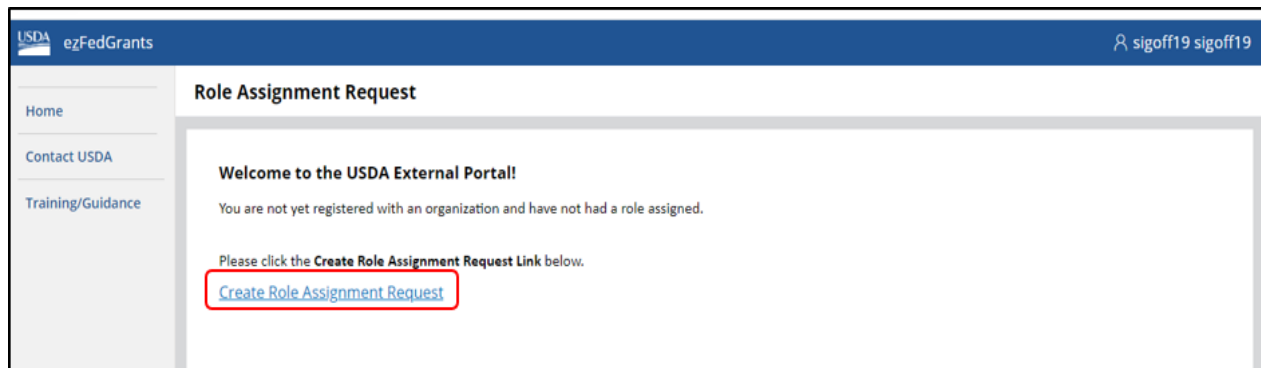 USDA ezFedGrants
sigoff19 sigoff19
Home
Contact USDA
Training/Guidance
Role Assignment Request
Welcome to the USDA External Portal!
You are not yet registered with an organization and have not had a role assigned.
Please click the Create Role Assignment Request Link below.
Create Role Assignment Request